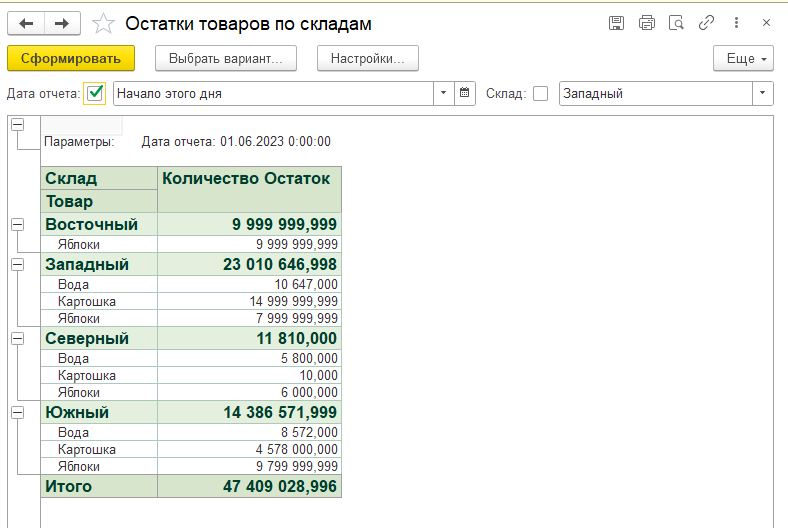 Остатки товаров по складам
Сформировать Выбрать вариант... Настройки... Еще
Дата отчета: Начало этого дня Склад: Западный
Параметры: Дата отчета: 01.06.2023 0:00:00
Склад Количество Остаток
Товар
Восточный 9 999 999,999
Яблоки 9 999 999,999
Западный 23 010 646,998
Вода 10 647,000
Картошка 14 999 999,999
Яблоки 7 999 999,999
Северный 11 810,000
Вода 5 800,000
Картошка 10,000
Яблоки 6 000,000
Южный 14 386 571,999
Вода 8 572,000
Картошка 4 578 000,000
Яблоки 9 799 999,999
Итого 47 409 028,996